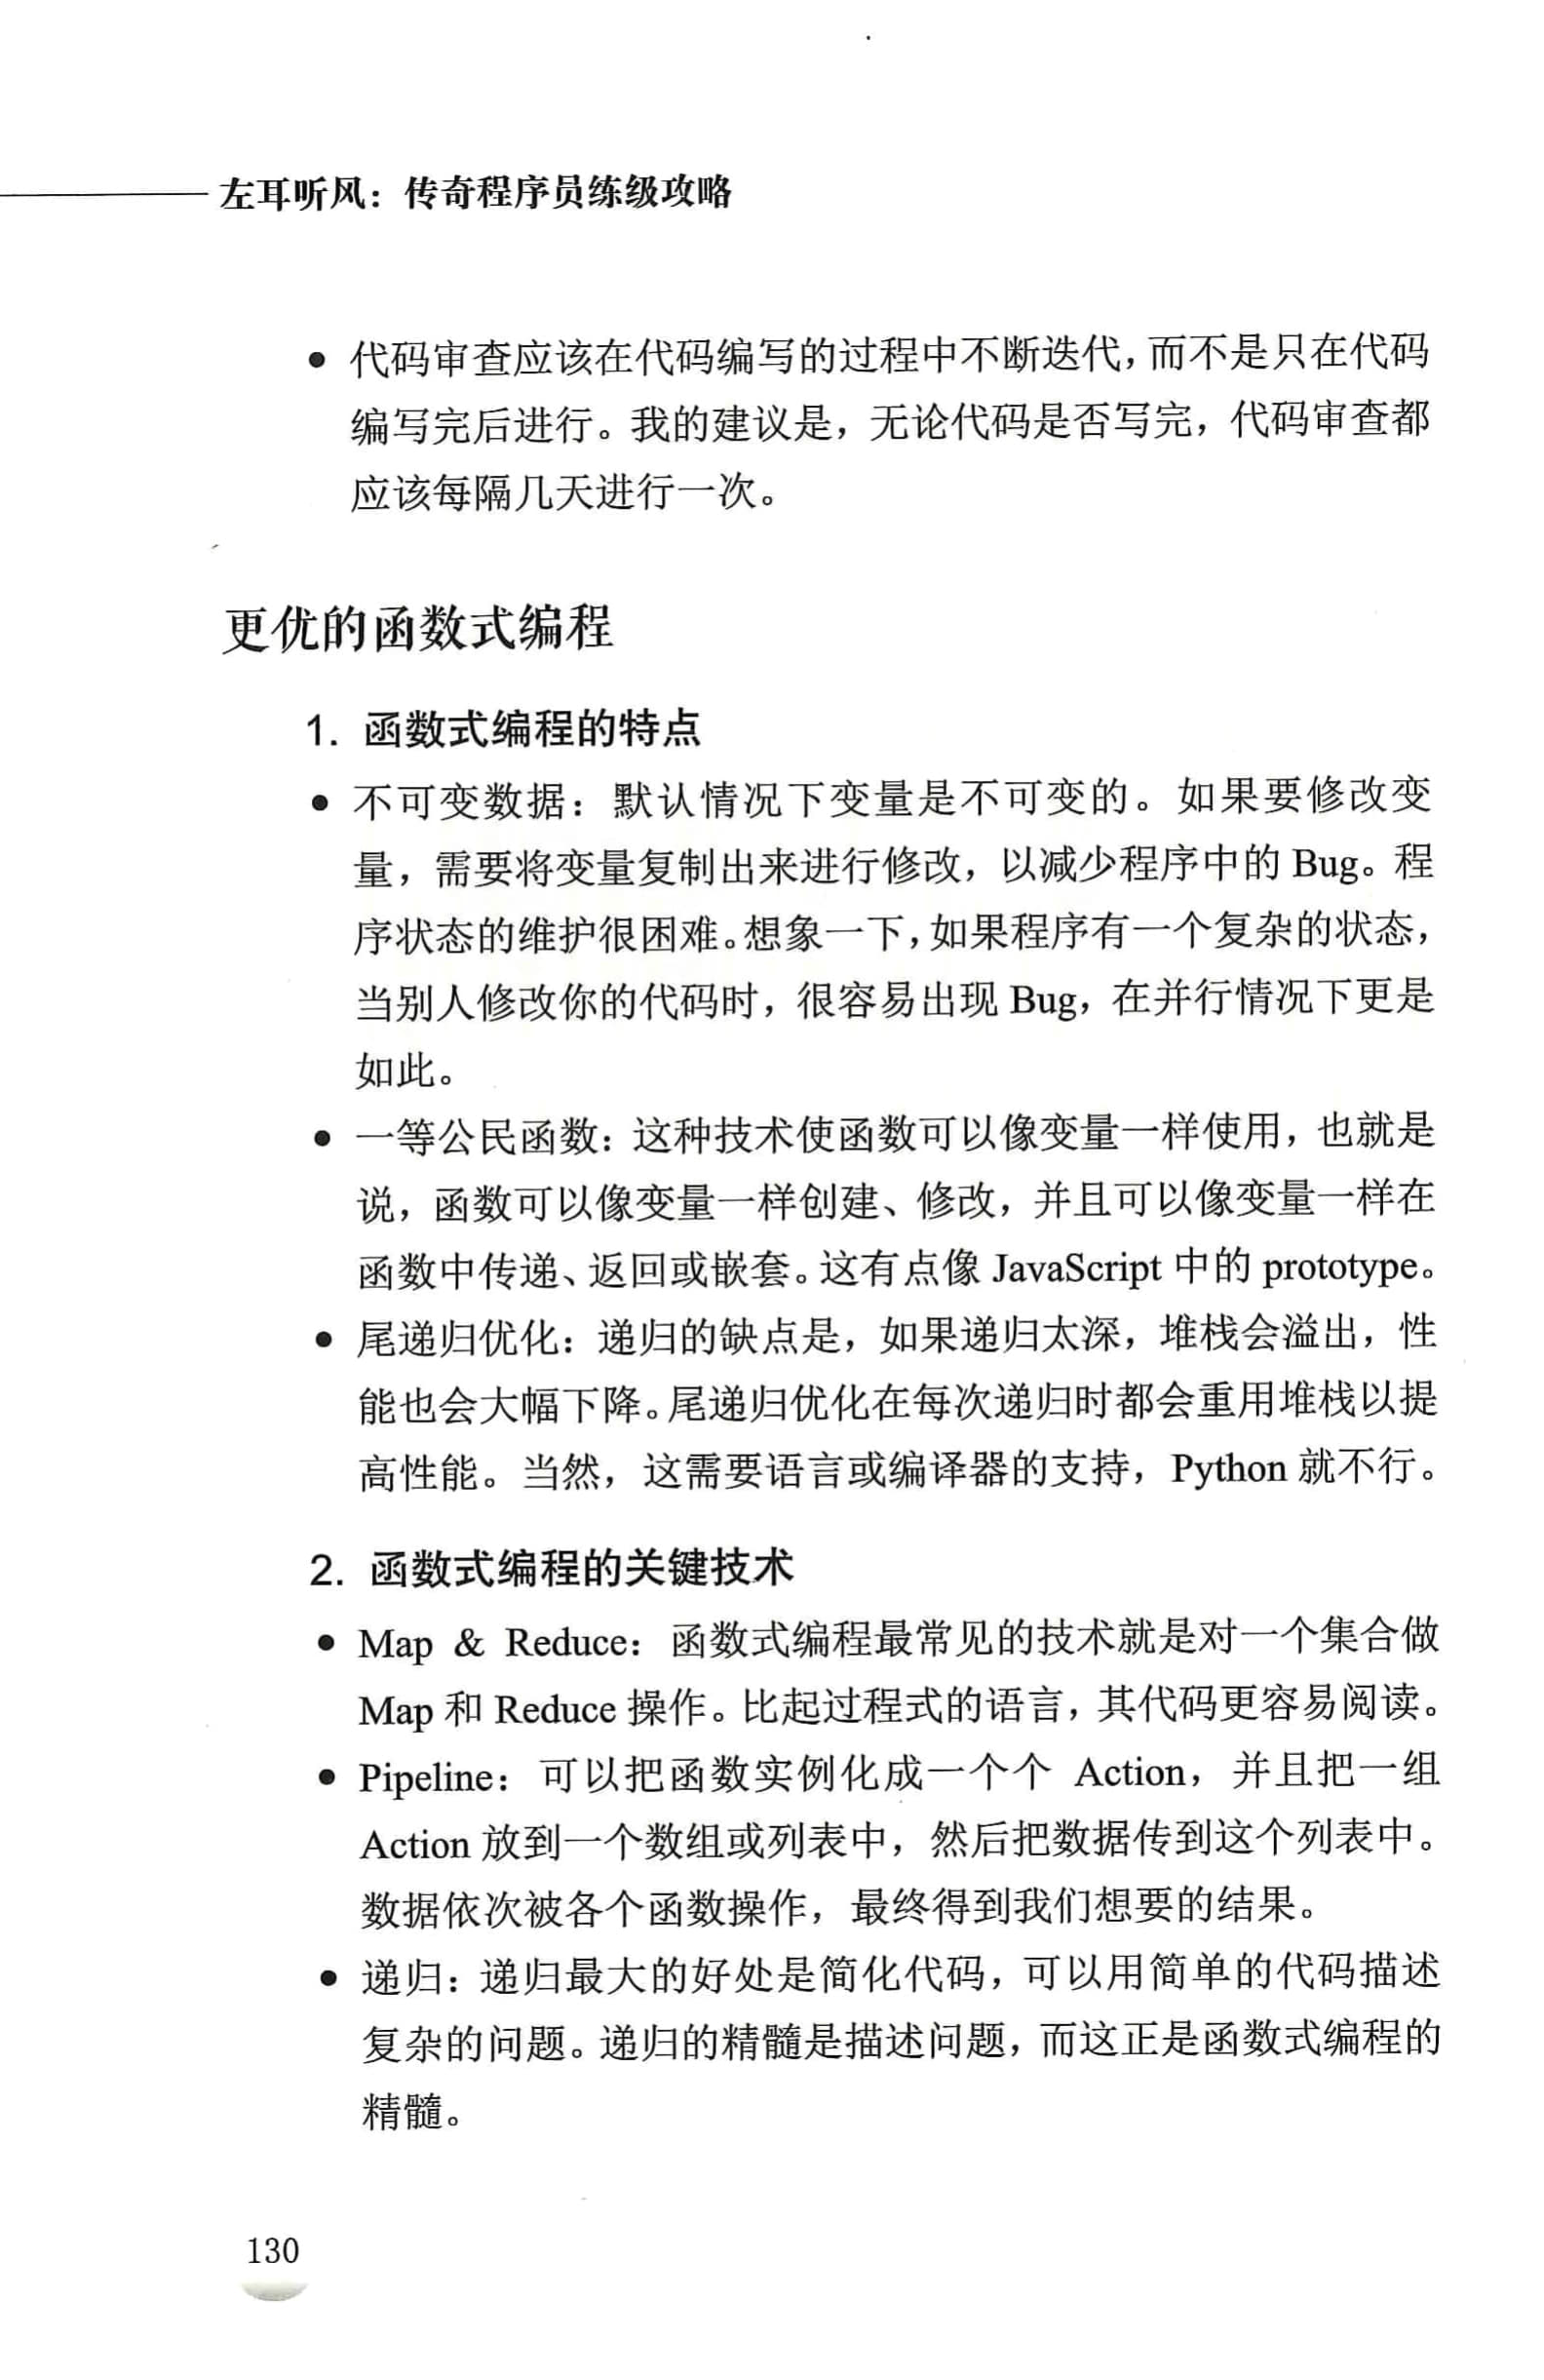 左耳听风：传奇程序员练级攻略
● 代码审查应该在代码编写的过程中不断迭代，而不是只在代码
编写完后进行。我的建议是，无论代码是否写完，代码审查都
应该每隔几天进行一次。
更优的函数式编程
1. 函数式编程的特点
● 不可变数据：默认情况下变量是不可变的。如果要修改变
量，需要将变量复制出来进行修改，以减少程序中的 Bug。程
序状态的维护很困难。想象一下，如果程序有一个复杂的状态，
当别人修改你的代码时，很容易出现 Bug，在并行情况下更是
如此。
● 一等公民函数：这种技术使函数可以像变量一样使用，也就是
说，函数可以像变量一样创建、修改，并且可以像变量一样在
函数中传递、返回或嵌套。这有点像 JavaScript 中的 prototype。
● 尾递归优化：递归的缺点是，如果递归太深，堆栈会溢出，性
能也会大幅下降。尾递归优化在每次递归时都会重用堆栈以提
高性能。当然，这需要语言或编译器的支持，Python 就不行。
2. 函数式编程的关键技术
● Map & Reduce：函数式编程最常见的技术就是对一个集合做
Map 和 Reduce 操作。比起过程式的语言，其代码更容易阅读。
● Pipeline：可以把函数实例化成一个个 Action，并且把一组
Action 放到一个数组或列表中，然后把数据传到这个列表中。
数据依次被各个函数操作，最终得到我们想要的结果。
● 递归：递归最大的好处是简化代码，可以用简单的代码描述
复杂的问题。递归的精髓是描述问题，而这正是函数式编程的
精髓。
130